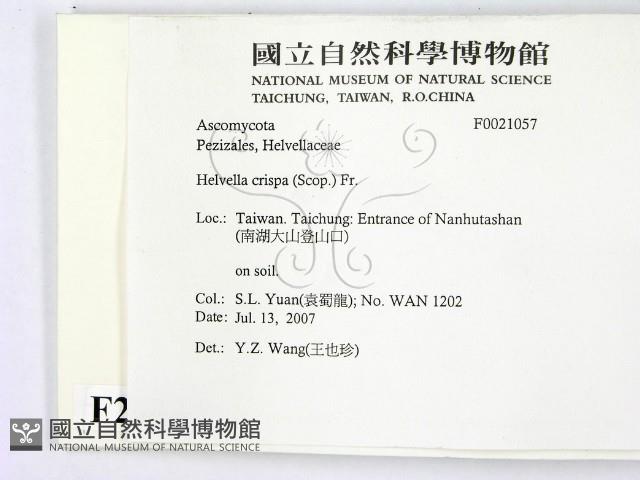 國立自然科學博物館
NATIONAL MUSEUM OF NATURAL SCIENCE
TAICHUNG, TAIWAN, R.O.CHINA
Ascomycota F0021057
Pezizales, Helvellaceae
Helvella crispa (Scop.) Fr.
Loc.: Taiwan. Taichung: Entrance of Nanhutashan
(南湖大山登山口)
on soil.
Col.: S.L. Yuan(袁蜀龍); No. WAN 1202
Date: Jul. 13, 2007
Det.: Y.Z. Wang(王也珍)
F2
國立自然科學博物館
NATIONAL MUSEUM OF NATURAL SCIENCE